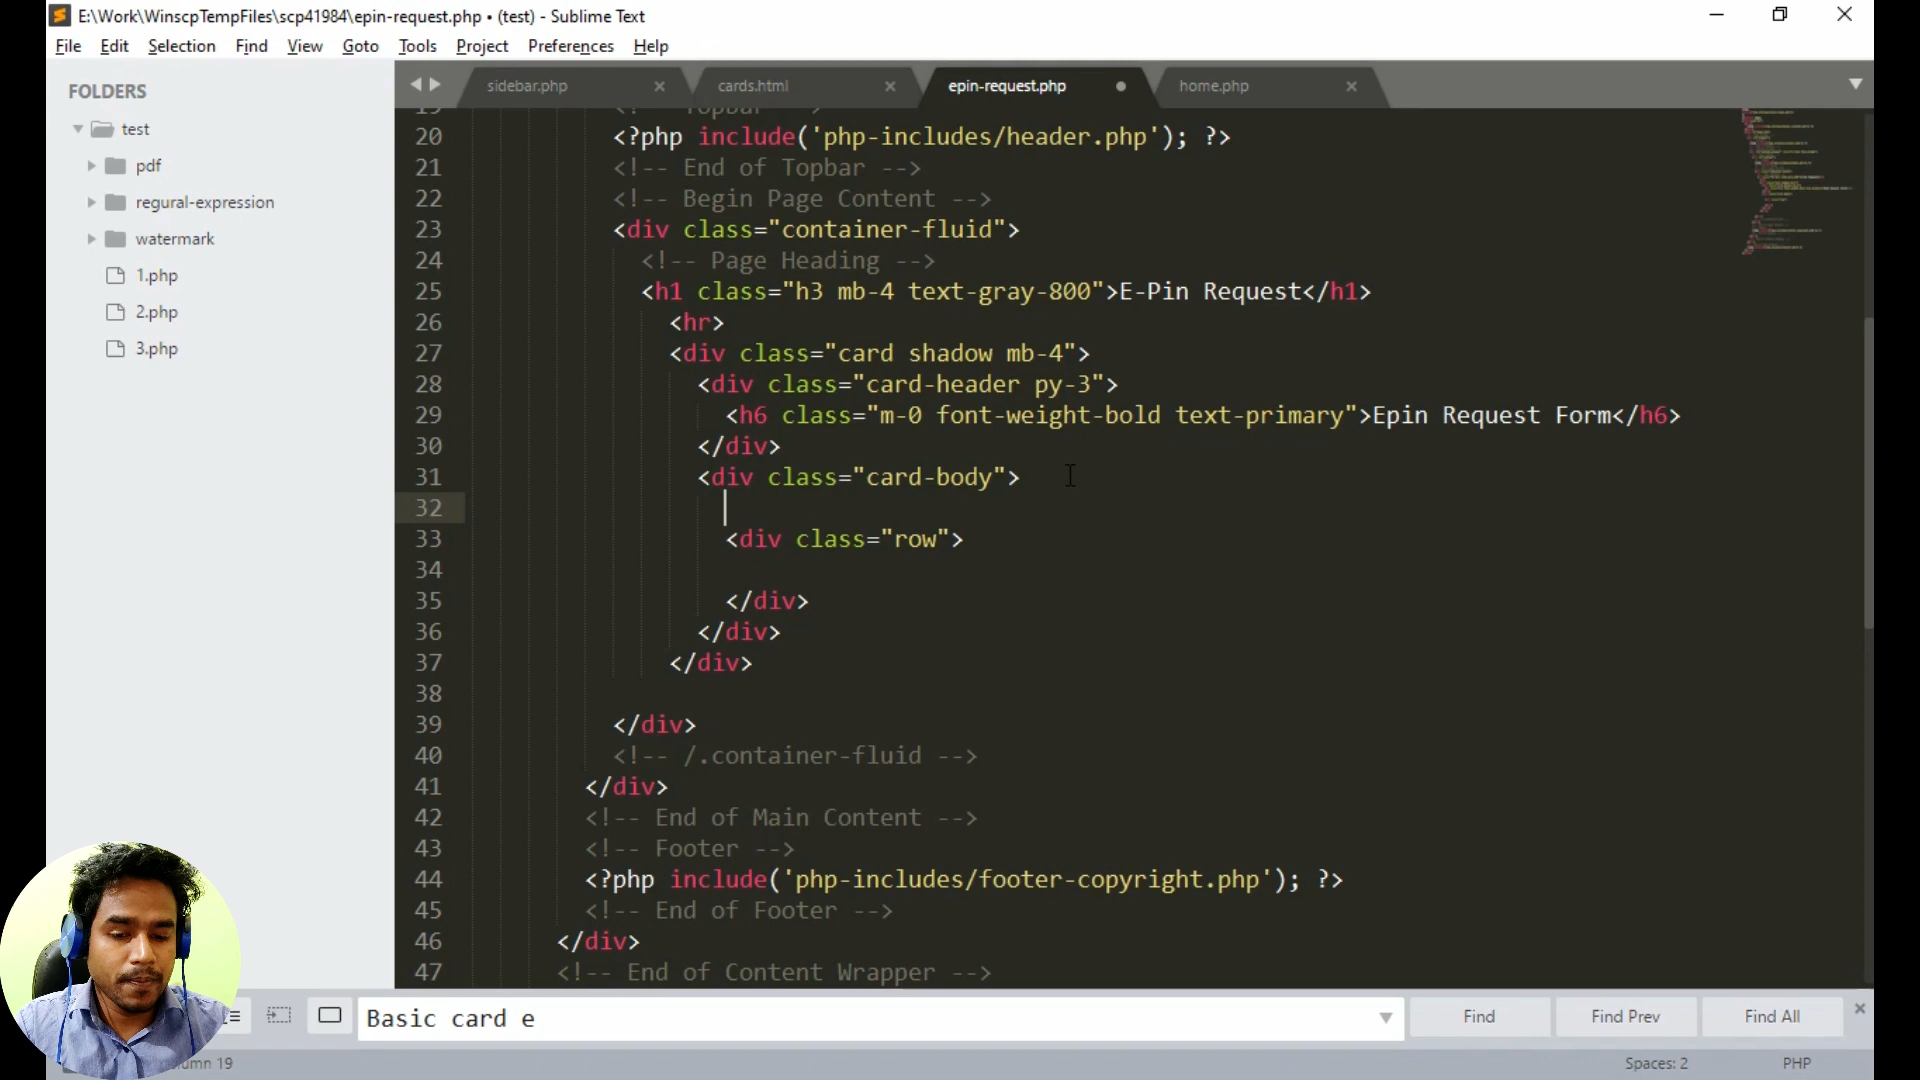 E:\Work\WinscpTempFiles\scp41984\epin-request.php • (test) - Sublime Text
File Edit Selection Find View Goto Tools Project Preferences Help
FOLDERS
test
pdf
regural-expression
watermark
1.php
2.php
3.php
sidebar.php × cards.html × epin-request.php • home.php ×
19 <!-- Topbar -->
20 <?php include('php-includes/header.php'); ?>
21 <!-- End of Topbar -->
22 <!-- Begin Page Content -->
23 <div class="container-fluid">
24 <!-- Page Heading -->
25 <h1 class="h3 mb-4 text-gray-800">E-Pin Request</h1>
26 <hr>
27 <div class="card shadow mb-4">
28 <div class="card-header py-3">
29 <h6 class="m-0 font-weight-bold text-primary">Epin Request Form</h6>
30 </div>
31 <div class="card-body">
32
33 <div class="row">
34
35 </div>
36 </div>
37 </div>
38
39 </div>
40 <!-- /.container-fluid -->
41 </div>
42 <!-- End of Main Content -->
43 <!-- Footer -->
44 <?php include('php-includes/footer-copyright.php'); ?>
45 <!-- End of Footer -->
46 </div>
47 <!-- End of Content Wrapper -->
Basic card e Find Find Prev Find All ×
19 Spaces: 2 PHP